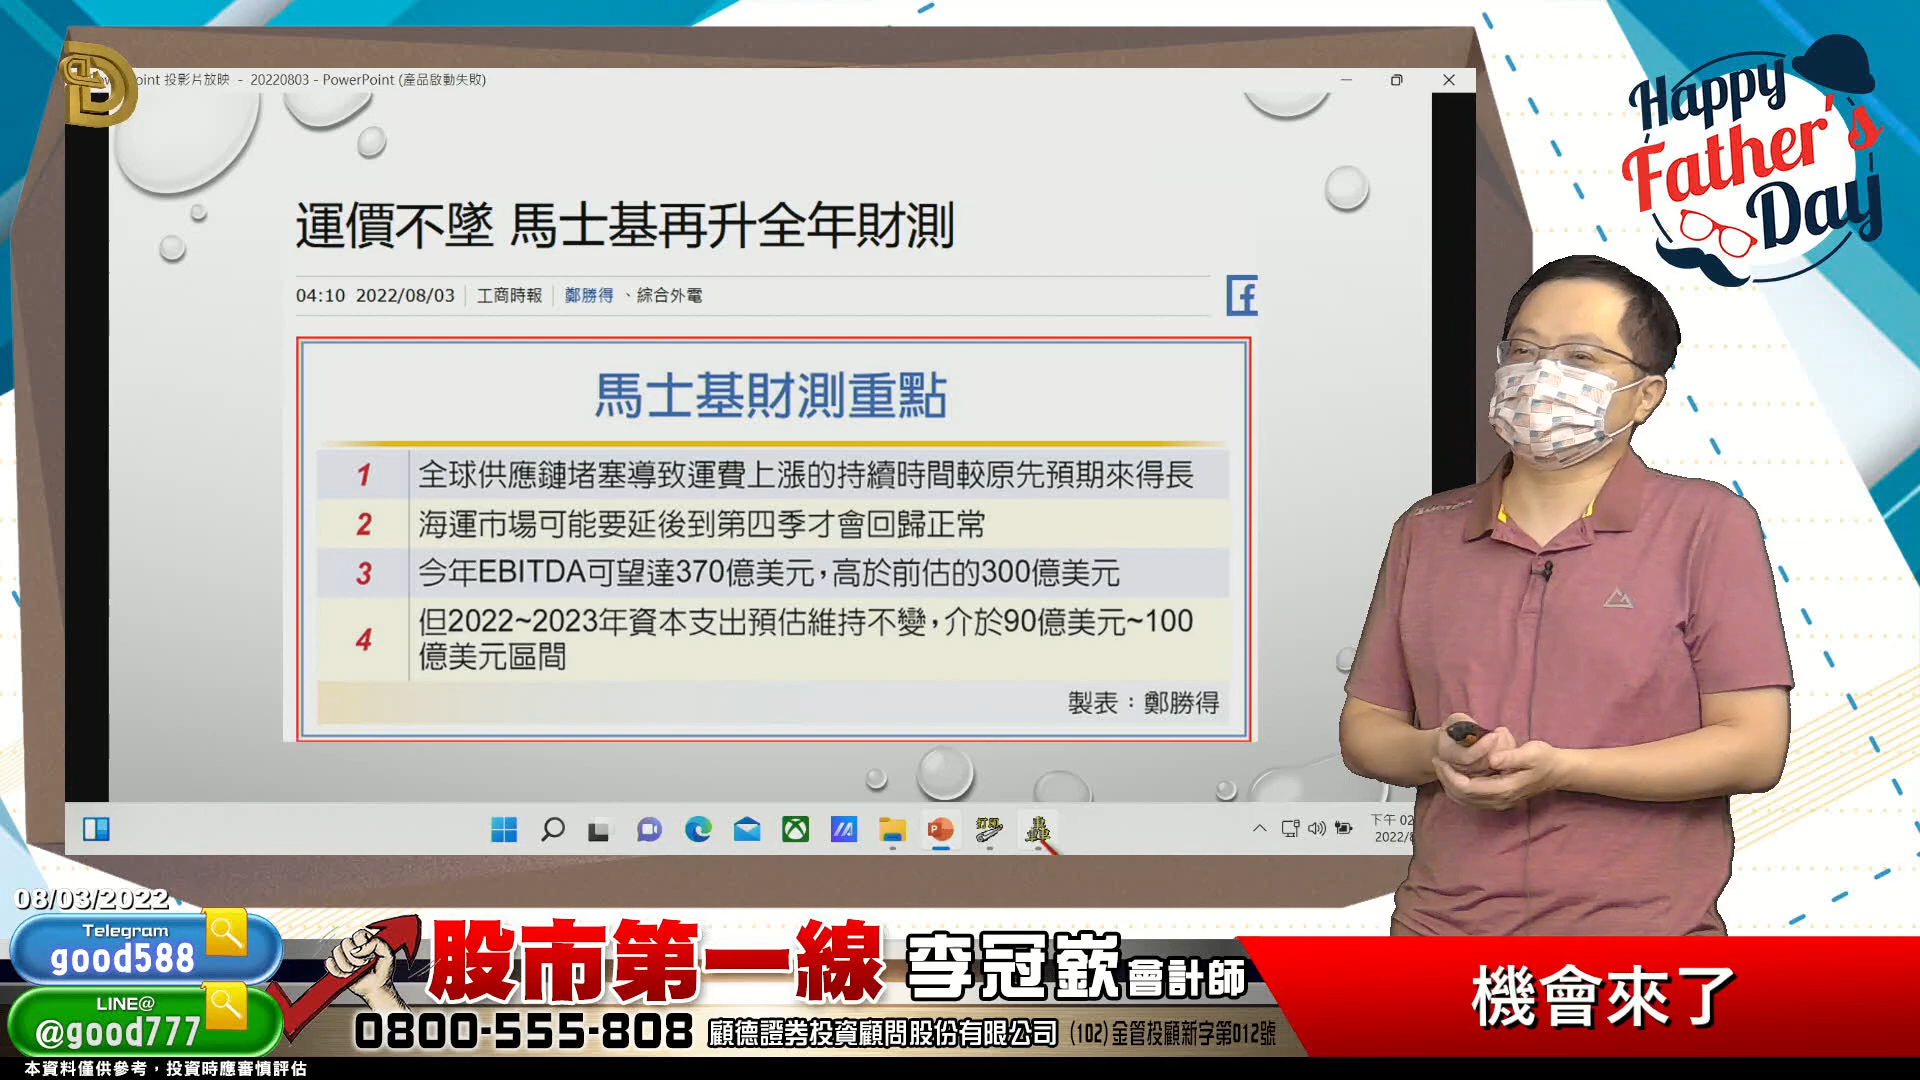 投影片放映 - 20220803 - PowerPoint (產品啟動失敗)
Happy
Father's
Day
運價不墜 馬士基再升全年財測
04:10 2022/08/03 | 工商時報 | 鄭勝得、綜合外電
馬士基財測重點
1 全球供應鏈堵塞導致運費上漲的持續時間較原先預期來得長
2 海運市場可能要延後到第四季才會回歸正常
3 今年EBITDA可望達370億美元,高於前估的300億美元
4 但2022~2023年資本支出預估維持不變,介於90億美元~100
億美元區間
製表：鄭勝得
下午 02
2022/
08/03/2022
Telegram
good588
LINE@
@good777
股市第一線 李冠嶔會計師
0800-555-808 顧德證券投資顧問股份有限公司 (102)金管投顧新字第012號
機會來了
本資料僅供參考，投資時應審慎評估